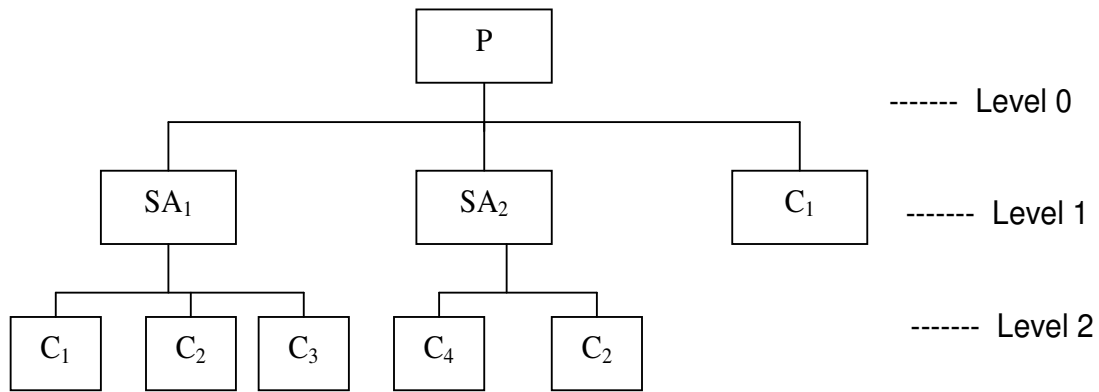 P
------- Level 0
SA₁
SA₂
C₁
------- Level 1
C₁
C₂
C₃
C₄
C₂
------- Level 2